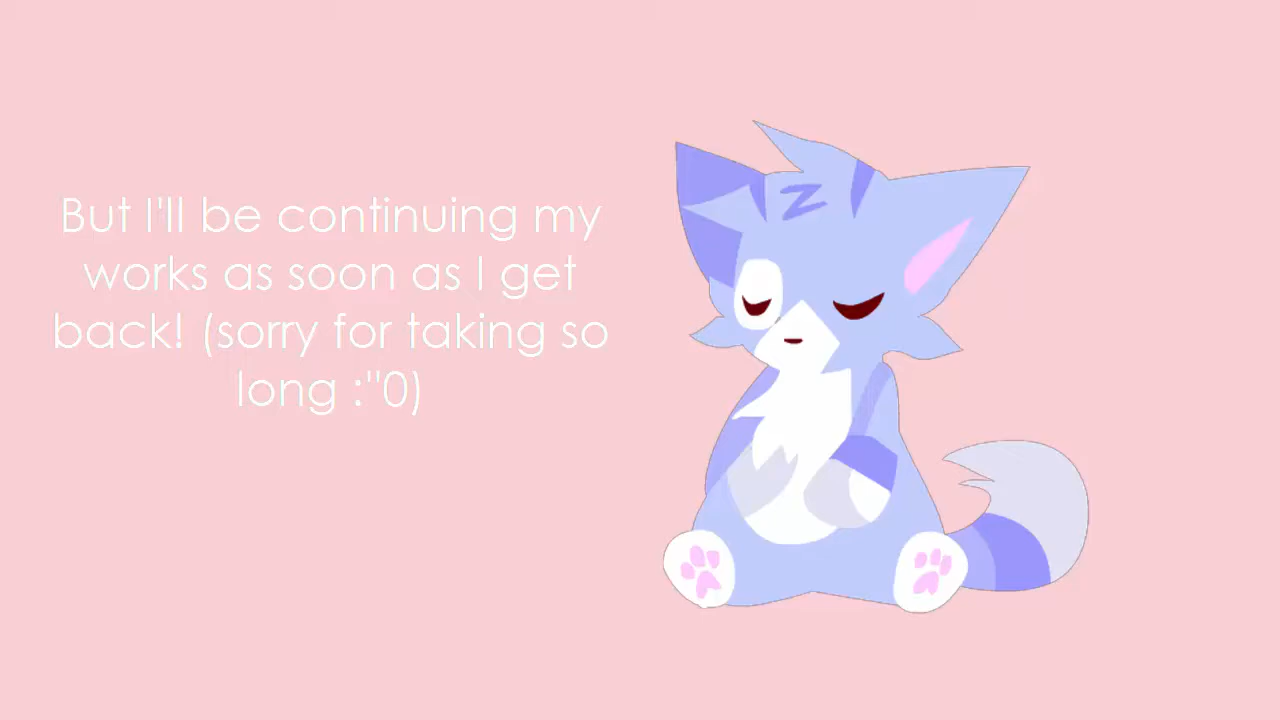 But I'll be continuing my
works as soon as I get
back! (sorry for taking so
long :"0)